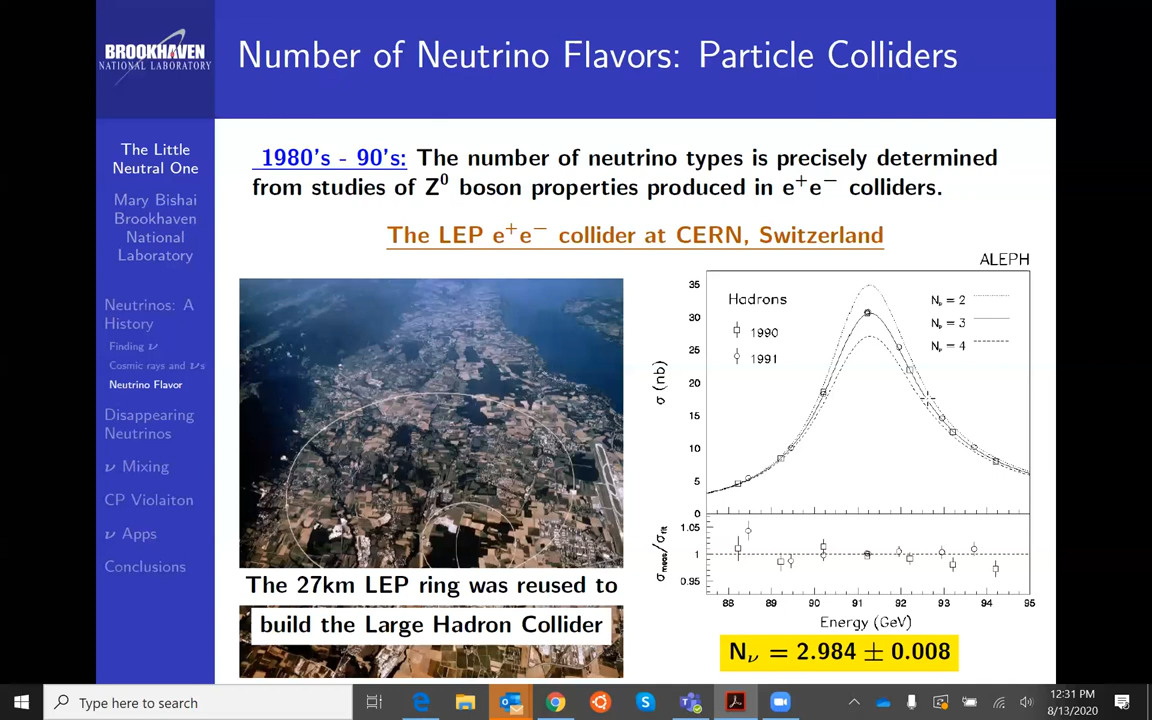 BROOKHAVEN
NATIONAL LABORATORY
Number of Neutrino Flavors: Particle Colliders
The Little
Neutral One
Mary Bishai
Brookhaven
National
Laboratory
Neutrinos: A
History
Finding ν
Cosmic rays and νs
Neutrino Flavor
Disappearing
Neutrinos
ν Mixing
CP Violaiton
ν Apps
Conclusions
1980's - 90's: The number of neutrino types is precisely determined
from studies of Z⁰ boson properties produced in e⁺e⁻ colliders.
The LEP e⁺e⁻ collider at CERN, Switzerland
The 27km LEP ring was reused to
build the Large Hadron Collider
ALEPH
35
30
25
20
15
10
5
0
σ (nb)
Hadrons
1990
1991
Nᵥ = 2
Nᵥ = 3
Nᵥ = 4
1.05
1
0.95
σmeas/σfit
88 89 90 91 92 93 94 95
Energy (GeV)
Nᵥ = 2.984 ± 0.008
Type here to search
12:31 PM
8/13/2020